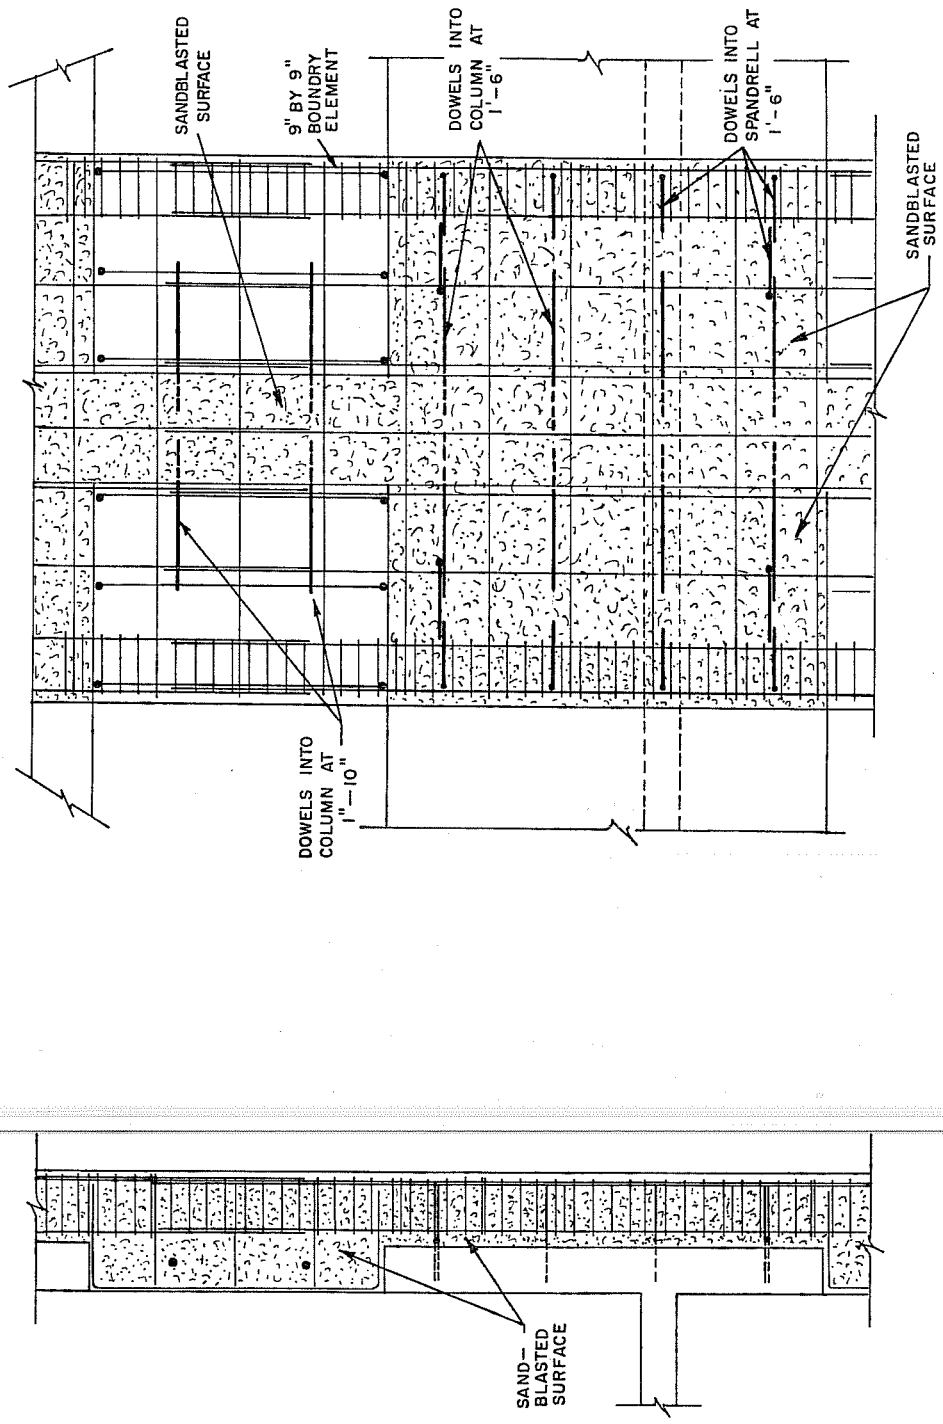 SANDBLASTED
SURFACE
9" BY 9"
BOUNDRY
ELEMENT
DOWELS INTO
COLUMN AT
1'-6"
DOWELS INTO
SPANDRELL AT
1'-6"
SANDBLASTED
SURFACE
DOWELS INTO
COLUMN AT
1"-10"
SAND-
BLASTED
SURFACE